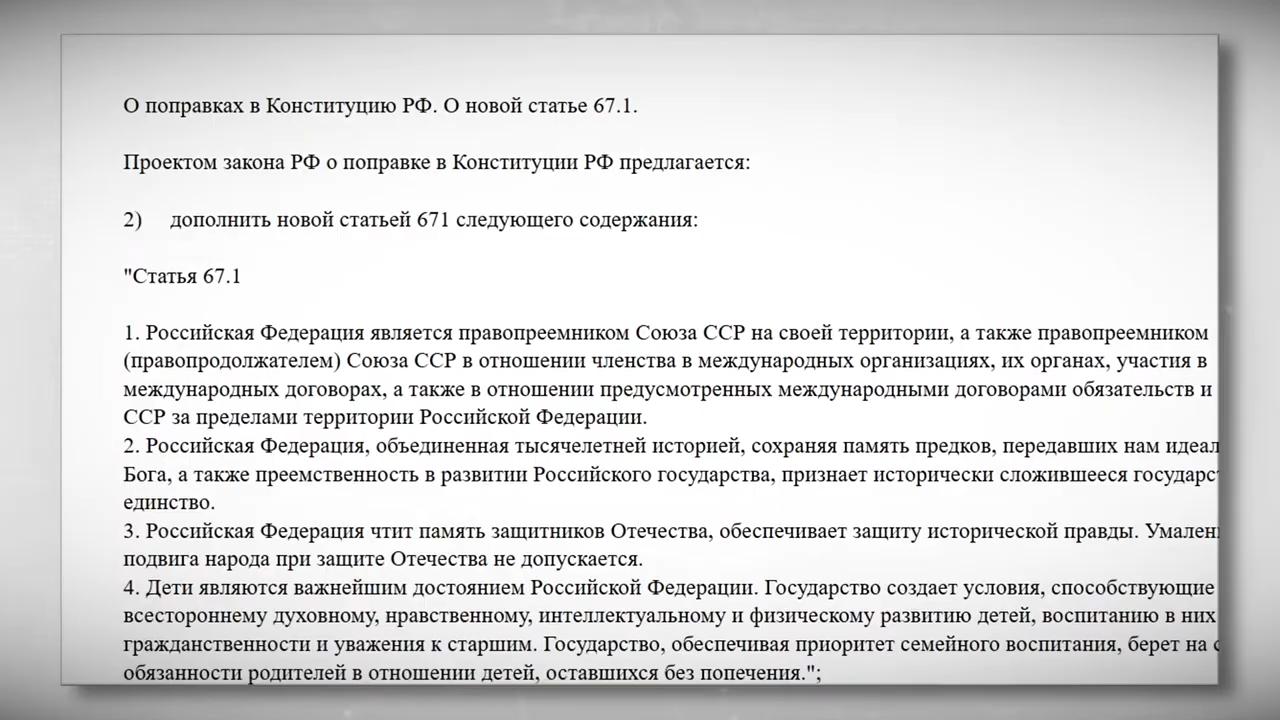 О поправках в Конституцию РФ. О новой статье 67.1.
Проектом закона РФ о поправке в Конституции РФ предлагается:
2) дополнить новой статьей 671 следующего содержания:
"Статья 67.1
1. Российская Федерация является правопреемником Союза ССР на своей территории, а также правопреемником
(правопродолжателем) Союза ССР в отношении членства в международных организациях, их органах, участия в
международных договорах, а также в отношении предусмотренных международными договорами обязательств и
ССР за пределами территории Российской Федерации.
2. Российская Федерация, объединенная тысячелетней историей, сохраняя память предков, передавших нам
Бога, а также преемственность в развитии Российского государства, признает исторически сложившееся
единство.
3. Российская Федерация чтит память защитников Отечества, обеспечивает защиту исторической правды.
подвига народа при защите Отечества не допускается.
4. Дети являются важнейшим достоянием Российской Федерации. Государство создает условия, способствующие
всестороннему духовному, нравственному, интеллектуальному и физическому развитию детей, воспитанию в них
гражданственности и уважения к старшим. Государство, обеспечивая приоритет семейного воспитания, берет на
обязанности родителей в отношении детей, оставшихся без попечения.";